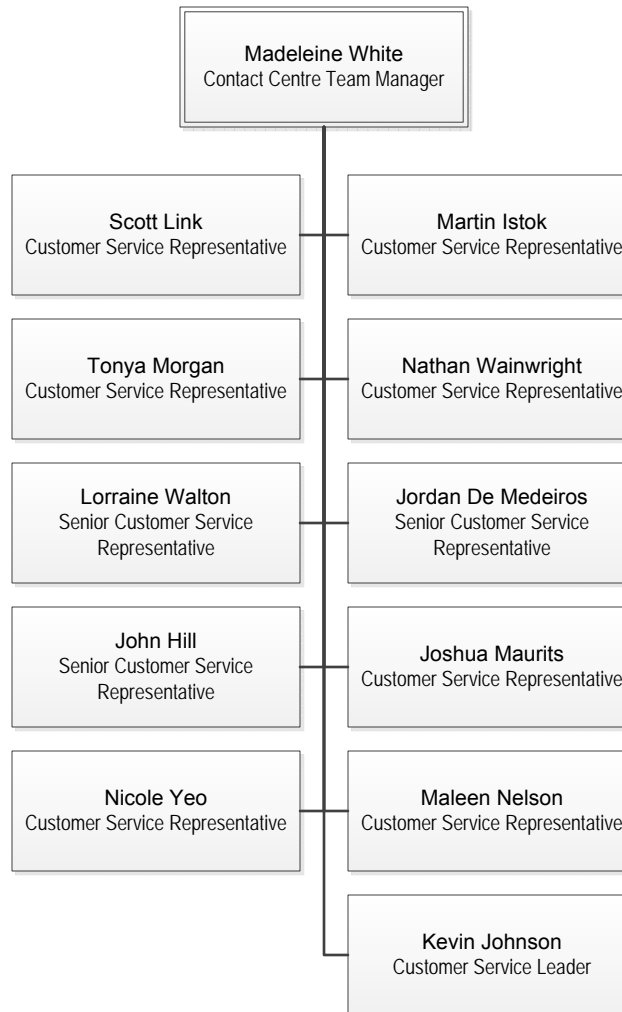 Madeleine White
Contact Centre Team Manager
Scott Link
Customer Service Representative
Martin Istok
Customer Service Representative
Tonya Morgan
Customer Service Representative
Nathan Wainwright
Customer Service Representative
Lorraine Walton
Senior Customer Service
Representative
Jordan De Medeiros
Senior Customer Service
Representative
John Hill
Senior Customer Service
Representative
Joshua Maurits
Customer Service Representative
Nicole Yeo
Customer Service Representative
Maleen Nelson
Customer Service Representative
Kevin Johnson
Customer Service Leader